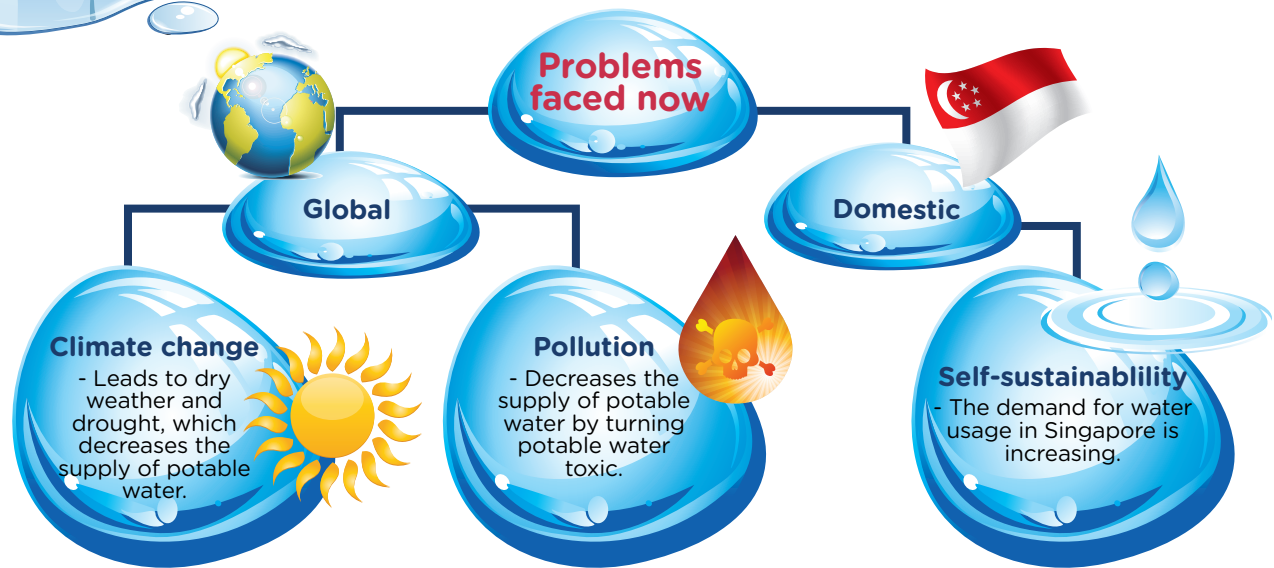 Problems
faced now
Global
Domestic
Climate change
- Leads to dry
weather and
drought, which
decreases the
supply of potable
water.
Pollution
- Decreases the
supply of potable
water by turning
potable water
toxic.
Self-sustainablility
- The demand for water
usage in Singapore is
increasing.